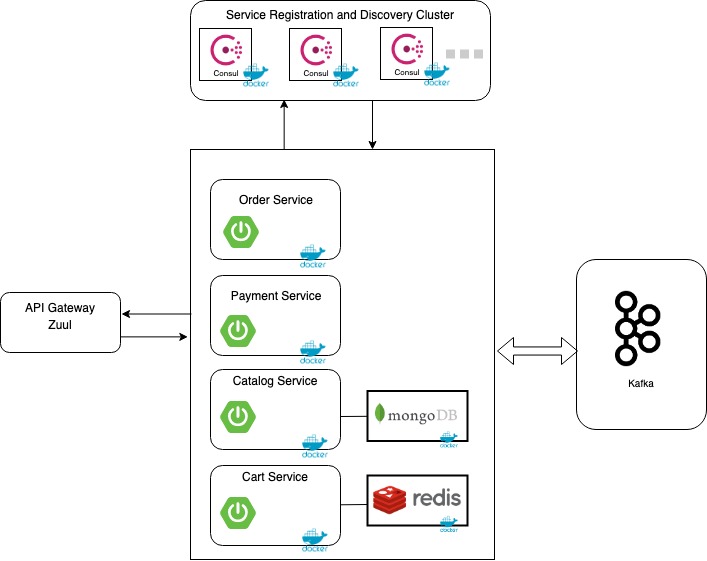 Service Registration and Discovery Cluster
Consul
docker
Consul
docker
Consul
docker
Order Service
docker
Payment Service
docker
API Gateway
Zuul
Catalog Service
docker
mongoDB
docker
Cart Service
docker
redis
docker
Kafka